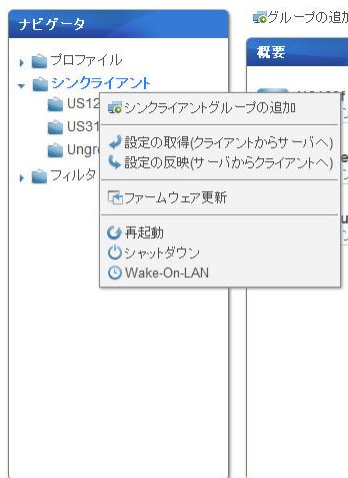 グループの追加
ナビゲータ
概要
プロファイル
シンクライアント
US12
シンクライアントグループの追加
US31
設定の取得(クライアントからサーバへ)
Ungr
設定の反映(サーバからクライアントへ)
フィルタ
ファームウェア更新
再起動
シャットダウン
Wake-On-LAN